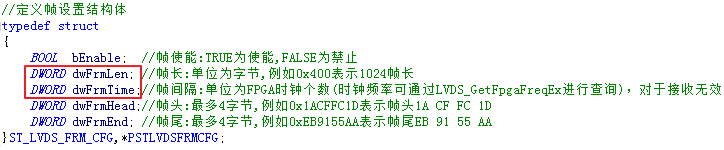 //定义帧设置结构体
typedef struct
{
BOOL bEnable; //帧使能:TRUE为使能,FALSE为禁止
DWORD dwFrmLen; //帧长:单位为字节,例如0x400表示1024帧长
DWORD dwFrmTime; //帧间隔:单位为FPGA时钟个数(时钟频率可通过LVDS_GetFpgaFreqEx进行查询), 对于接收无效
DWORD dwFrmHead; //帧头:最多4字节,例如0x1ACFFC1D表示帧头1A CF FC 1D
DWORD dwFrmEnd; //帧尾:最多4字节,例如0xEB9155AA表示帧尾EB 91 55 AA
}ST_LVDS_FRM_CFG,*PSTLVDSFRMCFG;